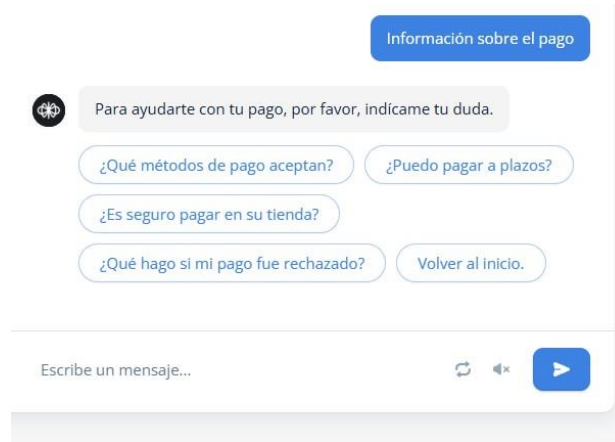 Información sobre el pago
Para ayudarte con tu pago, por favor, indícame tu duda.
¿Qué métodos de pago aceptan?
¿Puedo pagar a plazos?
¿Es seguro pagar en su tienda?
¿Qué hago si mi pago fue rechazado?
Volver al inicio.
Escribe un mensaje...